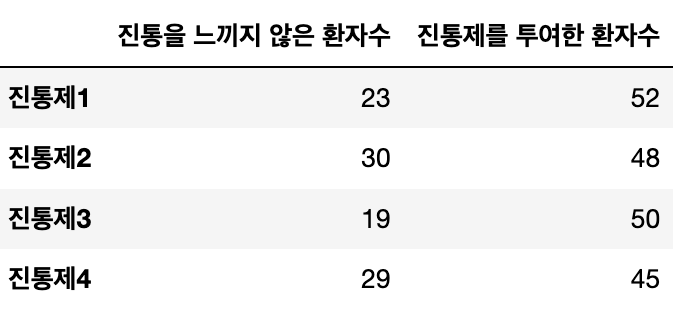 진통을 느끼지 않은 환자수 진통제를 투여한 환자수
진통제1 23 52
진통제2 30 48
진통제3 19 50
진통제4 29 45